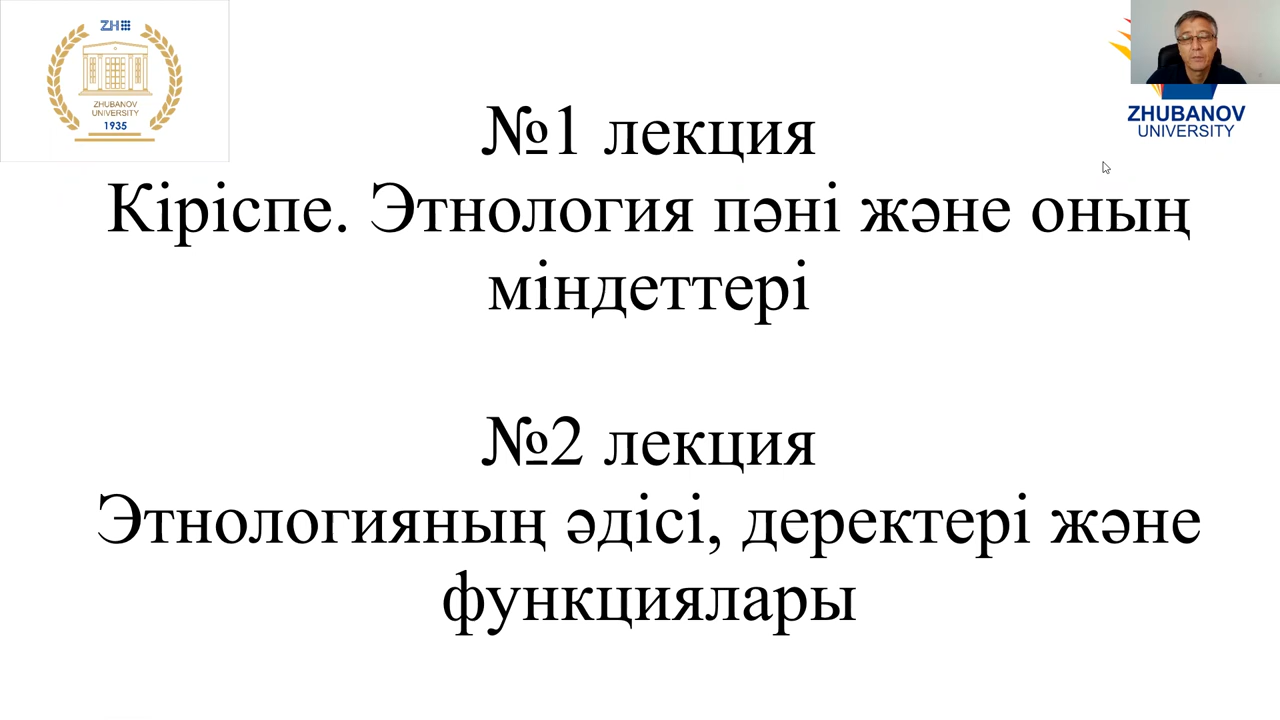 ZH
ZHUBANOV
UNIVERSITY
1935
ZHUBANOV
UNIVERSITY
№1 лекция
Кіріспе. Этнология пәні және оның
міндеттері
№2 лекция
Этнологияның әдісі, деректері және
функциялары